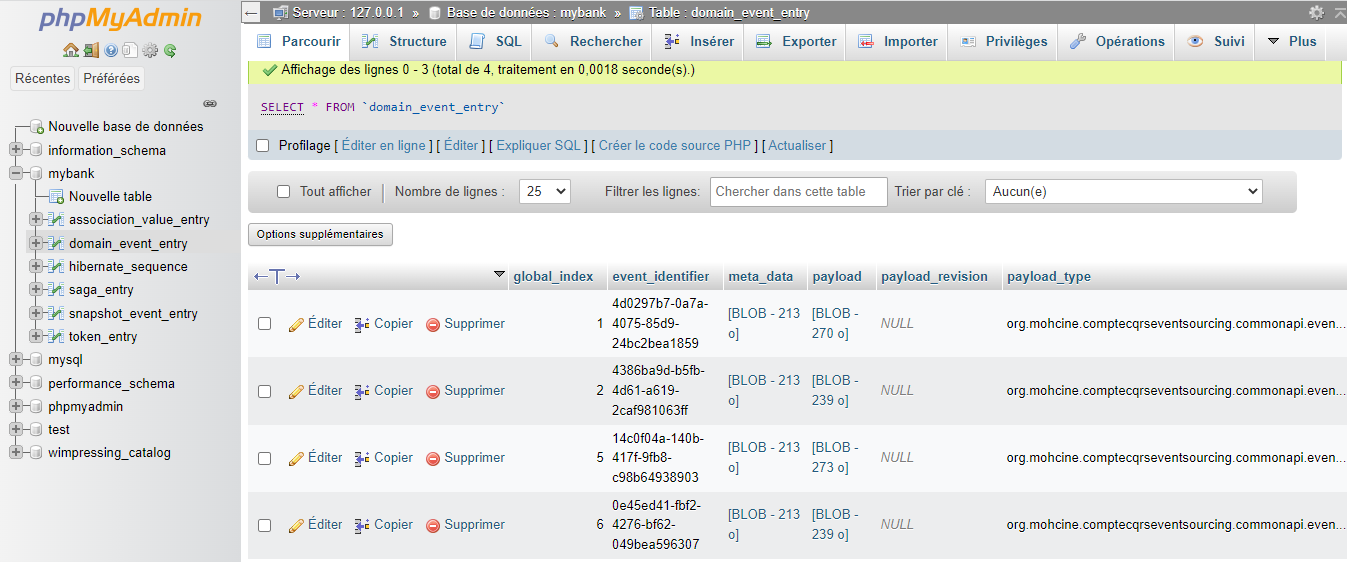 phpMyAdmin
Récentes Préférées
Nouvelle base de données
information_schema
mybank
Nouvelle table
association_value_entry
domain_event_entry
hibernate_sequence
saga_entry
snapshot_event_entry
token_entry
mysql
performance_schema
phpmyadmin
test
wimpressing_catalog
Serveur : 127.0.0.1 » Base de données : mybank » Table : domain_event_entry
Parcourir Structure SQL Rechercher Insérer Exporter Importer Privilèges Opérations Suivi Plus
Affichage des lignes 0 - 3 (total de 4, traitement en 0,0018 seconde(s).)
SELECT * FROM `domain_event_entry`
Profilage [ Éditer en ligne ] [ Éditer ] [ Expliquer SQL ] [ Créer le code source PHP ] [ Actualiser ]
Tout afficher Nombre de lignes : 25 Filtrer les lignes: Chercher dans cette table Trier par clé : Aucun(e)
Options supplémentaires
←T→ global_index event_identifier meta_data payload payload_revision payload_type
Éditer Copier Supprimer 1
4d0297b7-0a7a-
4075-85d9-
24bc2bea1859
[BLOB - 213
o]
[BLOB -
270 o]
NULL
org.mohcine.comptecqrseventsourcing.commonapi.even...
Éditer Copier Supprimer 2
4386ba9d-b5fb-
4d61-a619-
2caf981063ff
[BLOB - 213
o]
[BLOB -
239 o]
NULL
org.mohcine.comptecqrseventsourcing.commonapi.even...
Éditer Copier Supprimer 5
14c0f04a-140b-
417f-9fb8-
c98b64938903
[BLOB - 213
o]
[BLOB -
273 o]
NULL
org.mohcine.comptecqrseventsourcing.commonapi.even...
Éditer Copier Supprimer 6
0e45ed41-fbf2-
4276-bf62-
049bea596307
[BLOB - 213
o]
[BLOB -
239 o]
NULL
org.mohcine.comptecqrseventsourcing.commonapi.even...